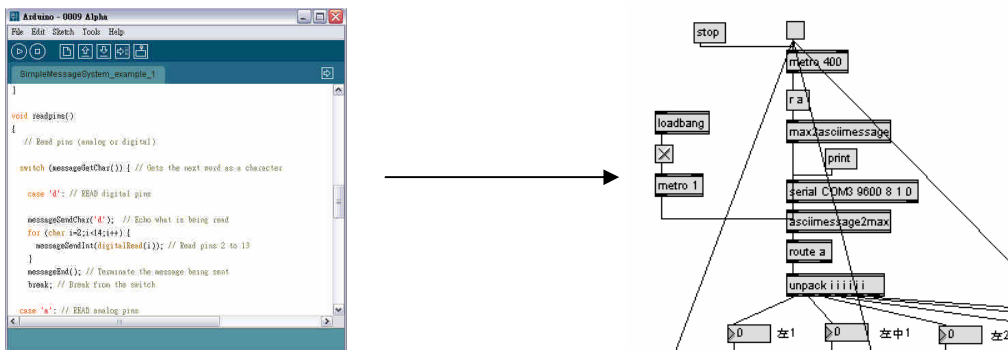 Arduino - 0009 Alpha
File Edit Sketch Tools Help
SimpleMessageSystem_example_1
}
void readpins()
{
// Read pins (analog or digital)
switch (messageGetChar()) { // Gets the next word as a character
case 'd': // READ digital pins
messageSendChar('d'); // Echo what is being read
for (char i=2;i<14;i++) {
messageSendInt(digitalRead(i)); // Read pins 2 to 13
}
messageEnd(); // Terminate the message being sent
break; // Break from the switch
case 'a': // READ analog pins
stop
metro 400
r a
loadbang
max2asciimessage
print
metro 1
serial COM3 9600 8 1 0
asciimessage2max
route a
unpack i i i i i i
0 左1
0 左中1
0 左2